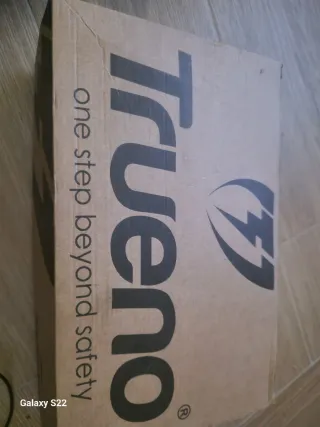 Trueno®
one step beyond safety
Galaxy S22